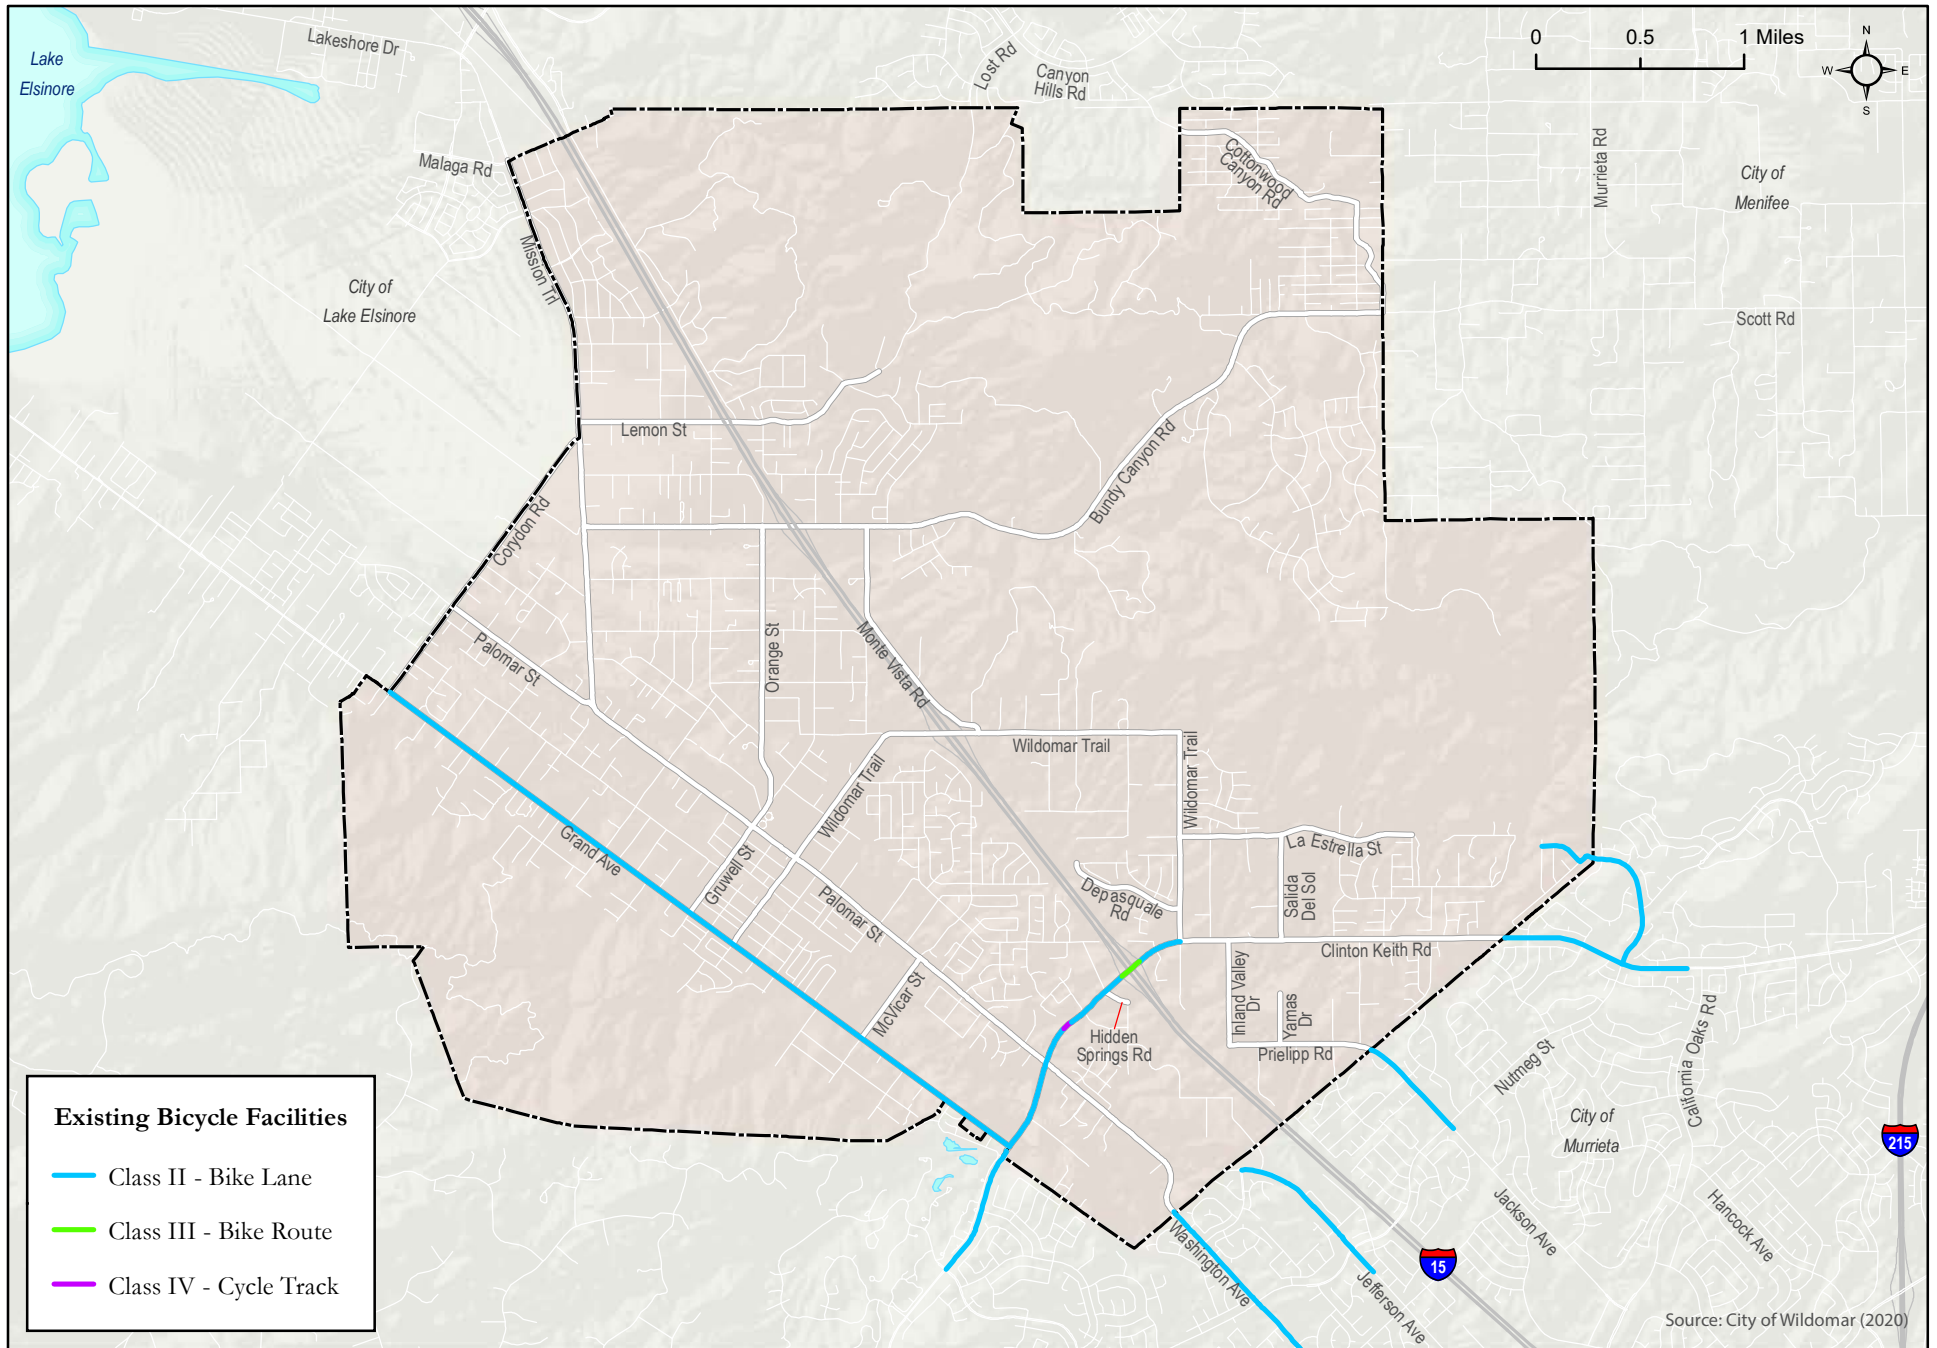 Lake
Elsinore
Lakeshore Dr
Lost Rd
Canyon
Hills Rd
0 0.5 1 Miles
N
W E
S
Malaga Rd
Mission Trl
Cottonwood
Canyon Rd
Murrieta Rd
City of
Menifee
City of
Lake Elsinore
Scott Rd
Lemon St
Corydon Rd
Bundy Canyon Rd
Palomar St
Orange St
Monte Vista Rd
Wildomar Trail
Wildomar Trail
Wildomar Trail
Grand Ave
Gruwell St
Palomar St
La Estrella St
Depasquale
Rd
Salida
Del Sol
Clinton Keith Rd
McVicar St
Inland Valley
Dr
Yamas
Dr
Hidden
Springs Rd
Prielipp Rd
Nutmeg St
California Oaks Rd
City of
Murrieta
215
Existing Bicycle Facilities
Class II - Bike Lane
Class III - Bike Route
Class IV - Cycle Track
Washington Ave
Jefferson Ave
15
Jackson Ave
Hancock Ave
Source: City of Wildomar (2020)